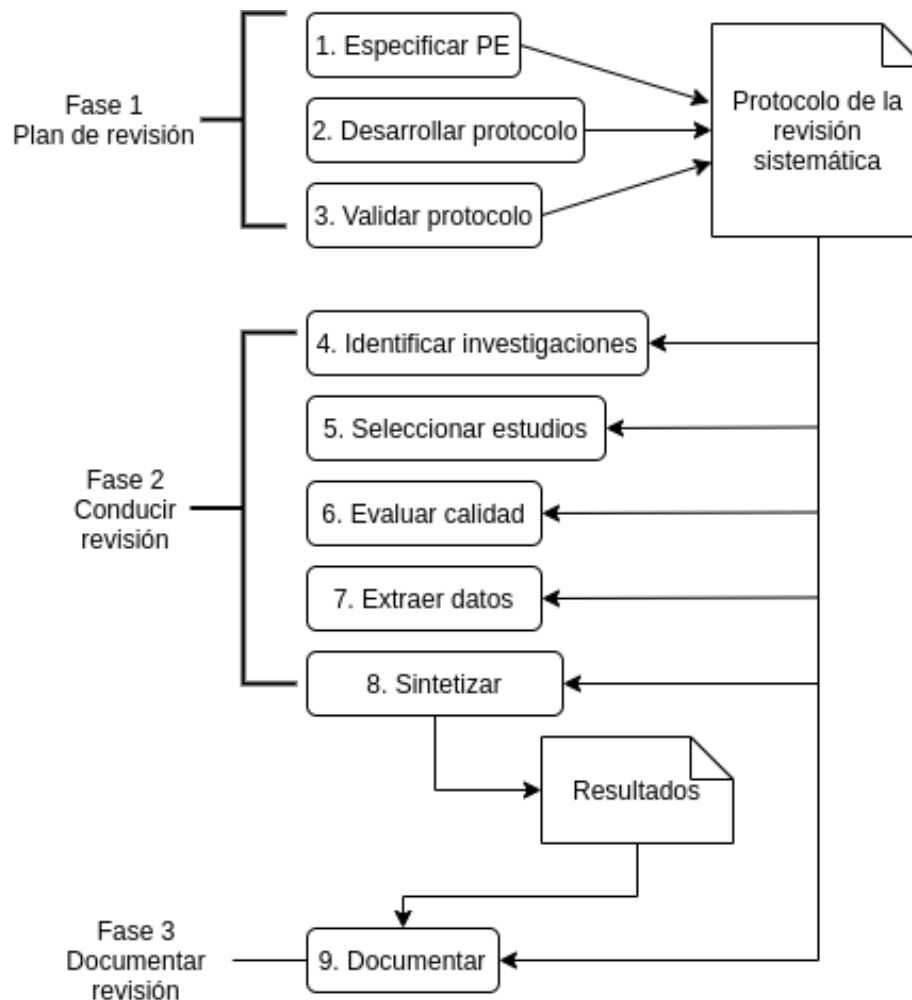 Fase 1
Plan de revisión
1. Especificar PE
2. Desarrollar protocolo
3. Validar protocolo
Protocolo de la
revisión
sistemática
Fase 2
Conducir
revisión
4. Identificar investigaciones
5. Seleccionar estudios
6. Evaluar calidad
7. Extraer datos
8. Sintetizar
Resultados
Fase 3
Documentar
revisión
9. Documentar